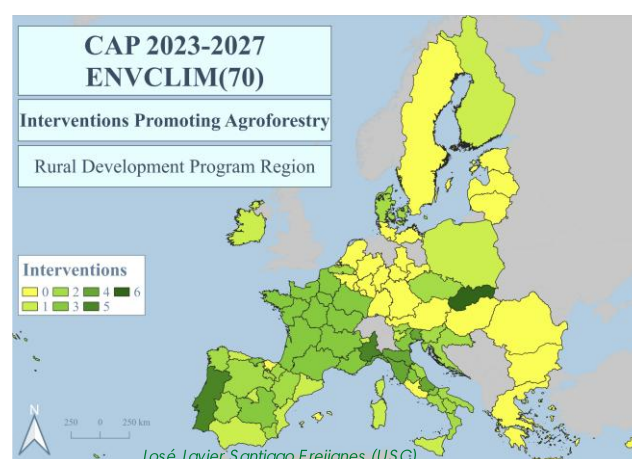 CAP 2023-2027
ENVCLIM(70)
Interventions Promoting Agroforestry
Rural Development Program Region
Interventions
0 2 4 6
1 3 5
N
250 0 250 km
José Javier Santiago Freijanes (USC)